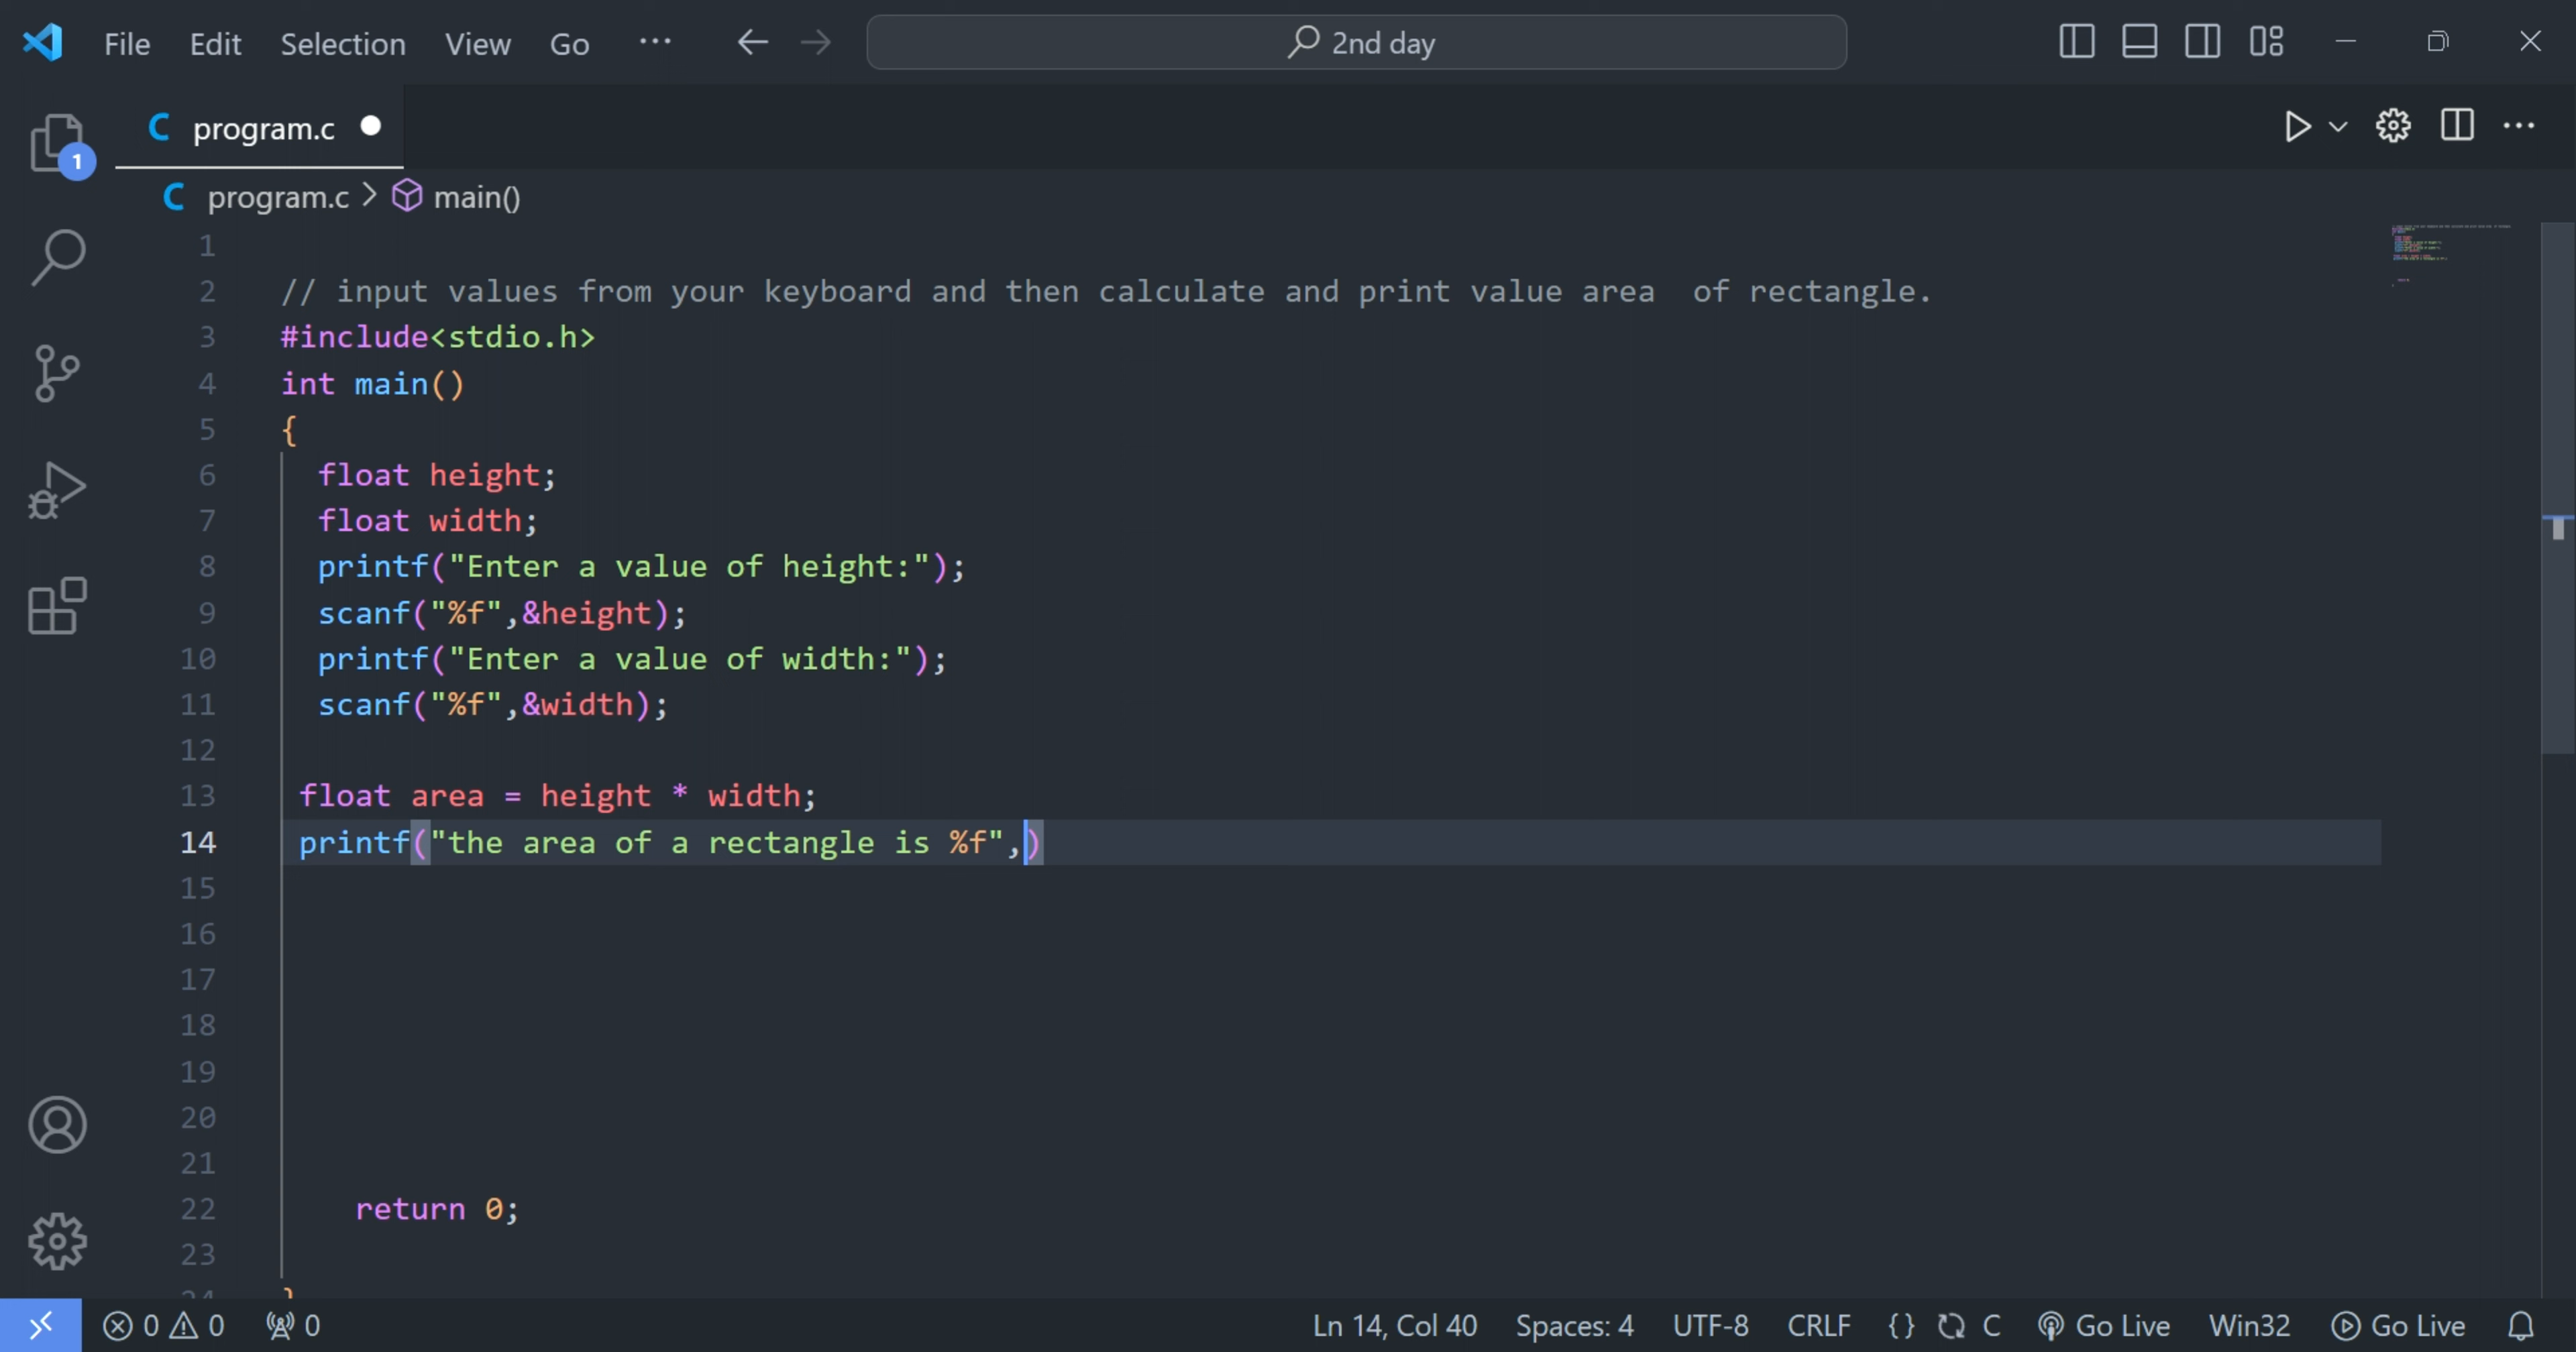 File Edit Selection View Go ··· 2nd day
program.c
1
program.c > main()
1
2 // input values from your keyboard and then calculate and print value area  of rectangle.
3 #include<stdio.h>
4 int main()
5 {
6 float height;
7 float width;
8 printf("Enter a value of height:");
9 scanf("%f",&height);
10 printf("Enter a value of width:");
11 scanf("%f",&width);
12
13 float area = height * width;
14 printf("the area of a rectangle is %f",)
15
16
17
18
19
20
21
22 return 0;
23
24 }
0 0 0 Ln 14, Col 40 Spaces: 4 UTF-8 CRLF {} C Go Live Win32 Go Live